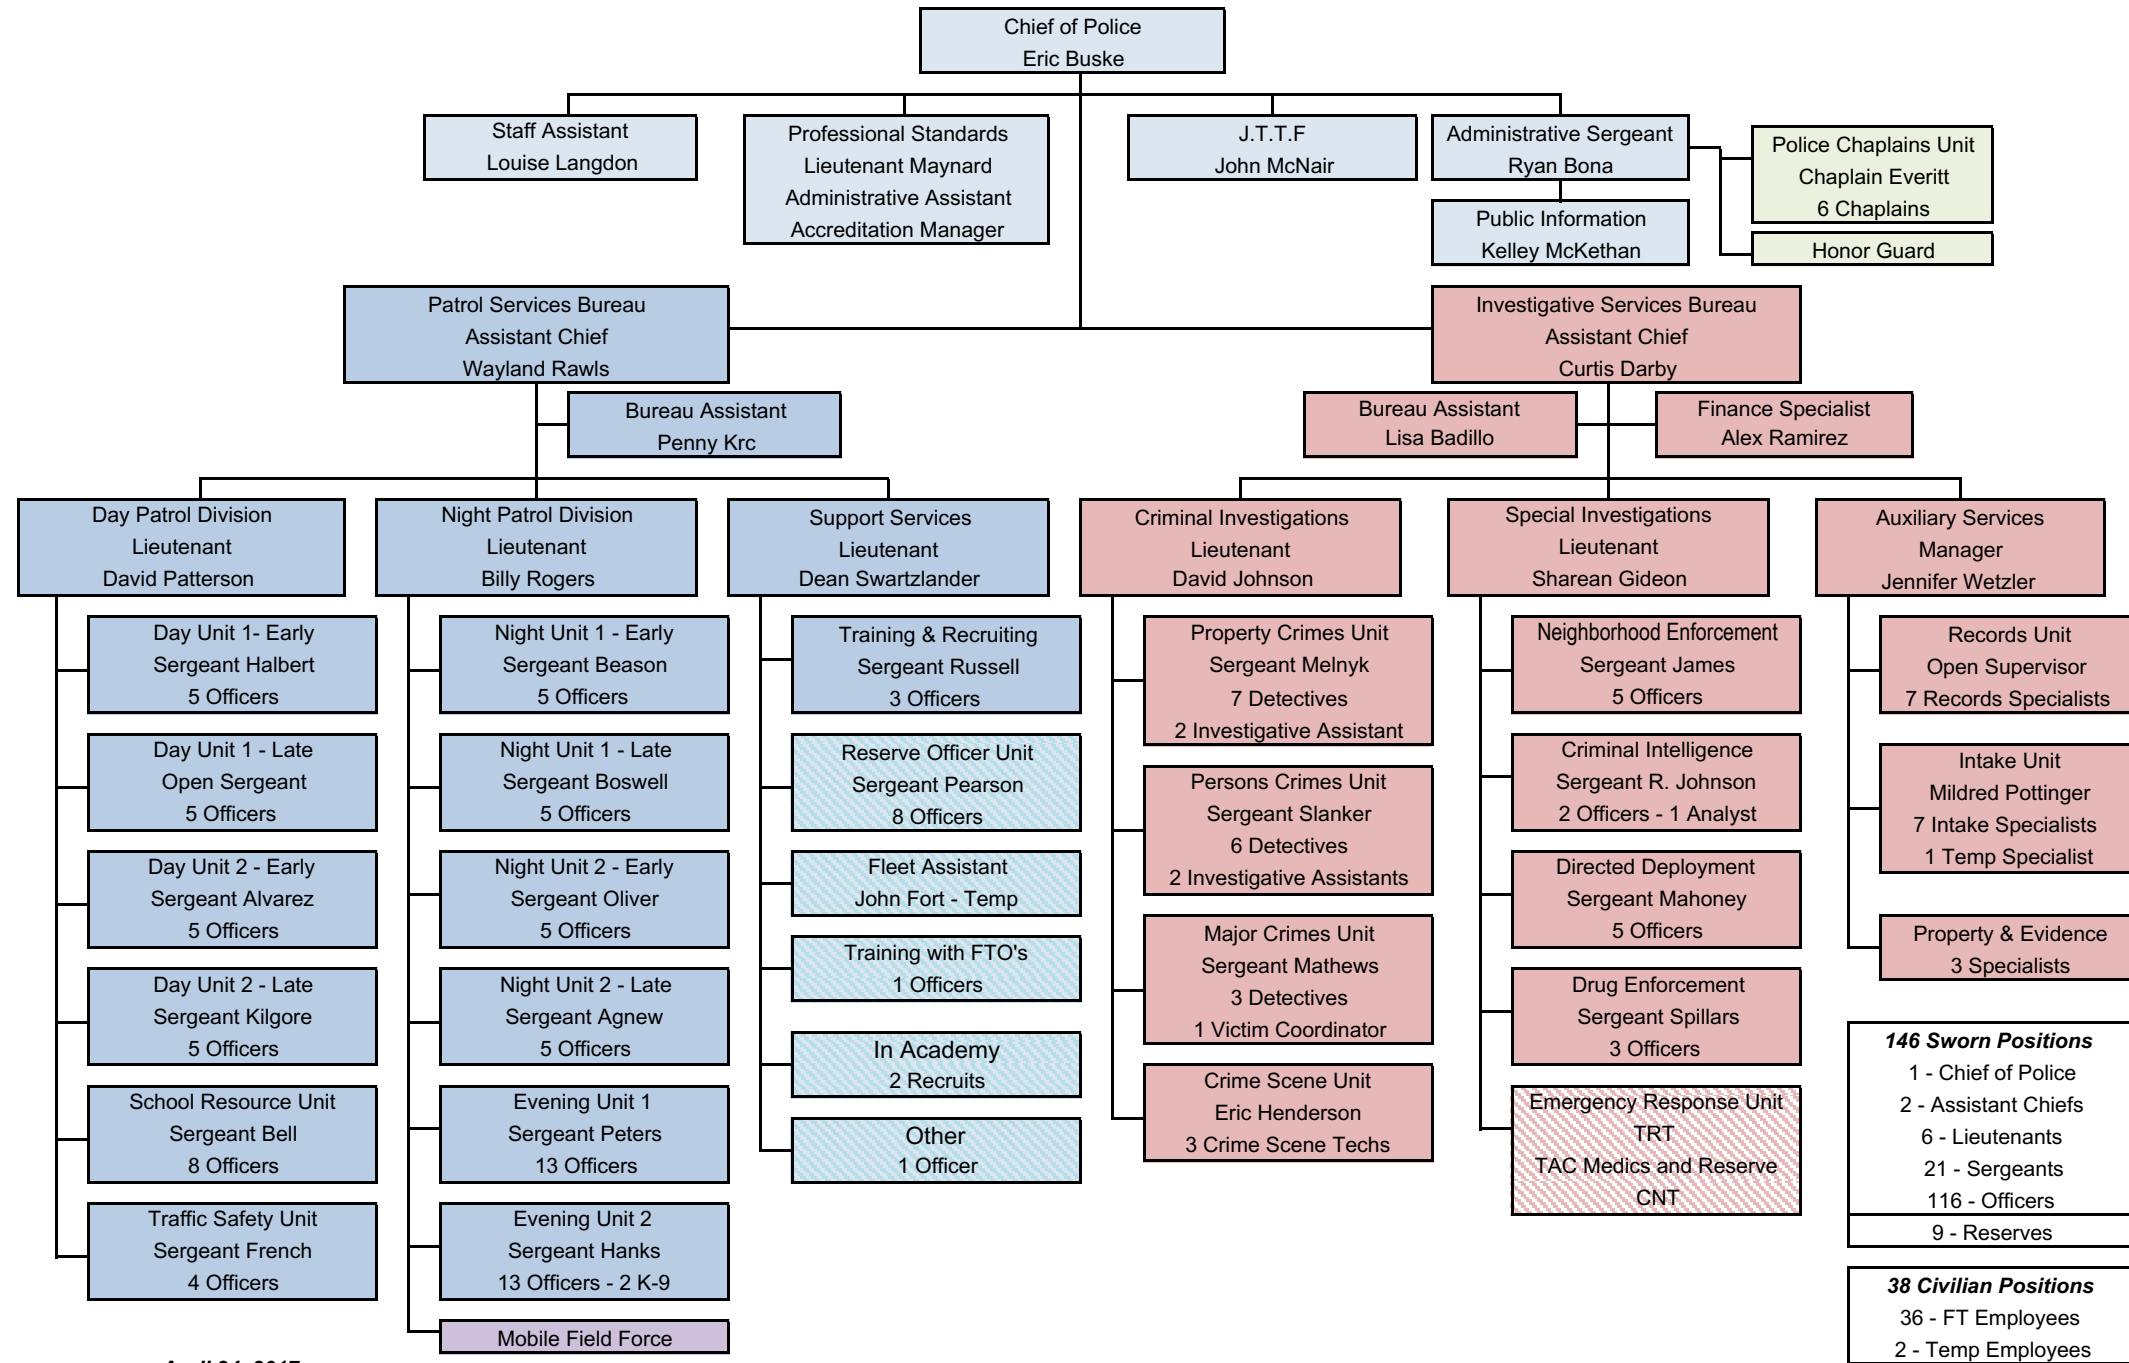 Chief of Police
Eric Buske
Staff Assistant
Louise Langdon
Professional Standards
Lieutenant Maynard
Administrative Assistant
Accreditation Manager
J.T.T.F
John McNair
Administrative Sergeant
Ryan Bona
Public Information
Kelley McKethan
Police Chaplains Unit
Chaplain Everitt
6 Chaplains
Honor Guard
Patrol Services Bureau
Assistant Chief
Wayland Rawls
Bureau Assistant
Penny Krc
Investigative Services Bureau
Assistant Chief
Curtis Darby
Bureau Assistant
Lisa Badillo
Finance Specialist
Alex Ramirez
Day Patrol Division
Lieutenant
David Patterson
Day Unit 1- Early
Sergeant Halbert
5 Officers
Day Unit 1 - Late
Open Sergeant
5 Officers
Day Unit 2 - Early
Sergeant Alvarez
5 Officers
Day Unit 2 - Late
Sergeant Kilgore
5 Officers
School Resource Unit
Sergeant Bell
8 Officers
Traffic Safety Unit
Sergeant French
4 Officers
Night Patrol Division
Lieutenant
Billy Rogers
Night Unit 1 - Early
Sergeant Beason
5 Officers
Night Unit 1 - Late
Sergeant Boswell
5 Officers
Night Unit 2 - Early
Sergeant Oliver
5 Officers
Night Unit 2 - Late
Sergeant Agnew
5 Officers
Evening Unit 1
Sergeant Peters
13 Officers
Evening Unit 2
Sergeant Hanks
13 Officers - 2 K-9
Mobile Field Force
Support Services
Lieutenant
Dean Swartzlander
Training & Recruiting
Sergeant Russell
3 Officers
Reserve Officer Unit
Sergeant Pearson
8 Officers
Fleet Assistant
John Fort - Temp
Training with FTO's
1 Officers
In Academy
2 Recruits
Other
1 Officer
Criminal Investigations
Lieutenant
David Johnson
Property Crimes Unit
Sergeant Melnyk
7 Detectives
2 Investigative Assistant
Persons Crimes Unit
Sergeant Slanker
6 Detectives
2 Investigative Assistants
Major Crimes Unit
Sergeant Mathews
3 Detectives
1 Victim Coordinator
Crime Scene Unit
Eric Henderson
3 Crime Scene Techs
Special Investigations
Lieutenant
Sharean Gideon
Neighborhood Enforcement
Sergeant James
5 Officers
Criminal Intelligence
Sergeant R. Johnson
2 Officers - 1 Analyst
Directed Deployment
Sergeant Mahoney
5 Officers
Drug Enforcement
Sergeant Spillars
3 Officers
Emergency Response Unit
TRT
TAC Medics and Reserve
CNT
Auxiliary Services
Manager
Jennifer Wetzler
Records Unit
Open Supervisor
7 Records Specialists
Intake Unit
Mildred Pottinger
7 Intake Specialists
1 Temp Specialist
Property & Evidence
3 Specialists
146 Sworn Positions
1 - Chief of Police
2 - Assistant Chiefs
6 - Lieutenants
21 - Sergeants
116 - Officers
9 - Reserves
38 Civilian Positions
36 - FT Employees
2 - Temp Employees